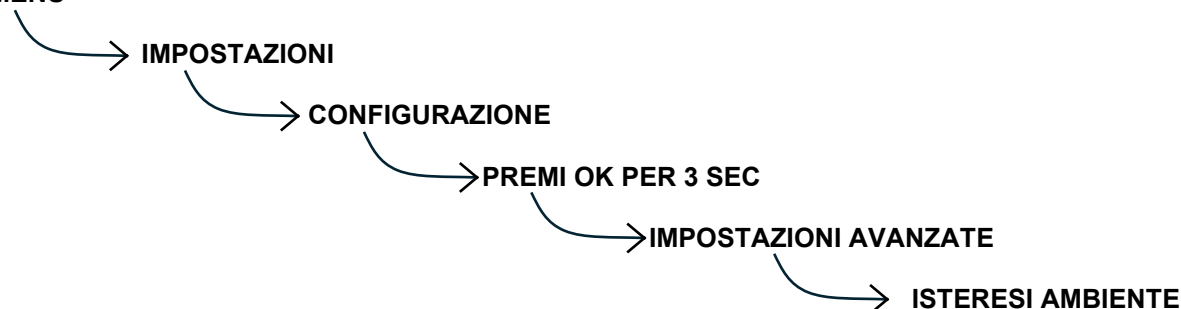 IMPOSTAZIONI
CONFIGURAZIONE
PREMI OK PER 3 SEC
IMPOSTAZIONI AVANZATE
ISTERESI AMBIENTE